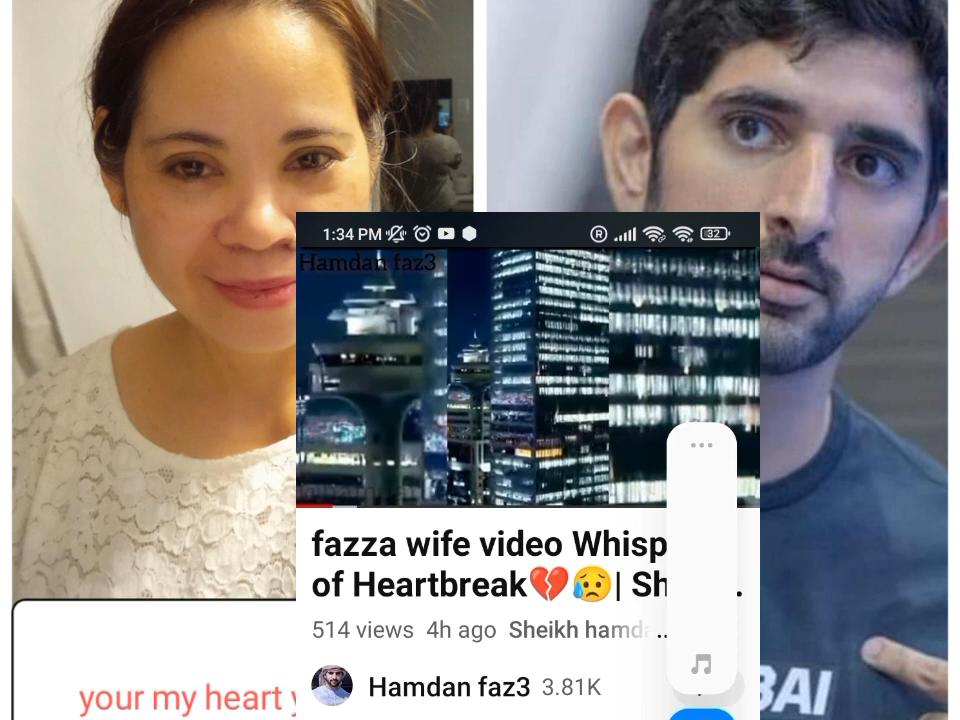 1:34 PM
32
Hamdan faz3
fazza wife video Whisp
of Heartbreak💔😥| Sh
514 views 4h ago Sheikh hamda...
Hamdan faz3 3.81K
BAI
your my heart y